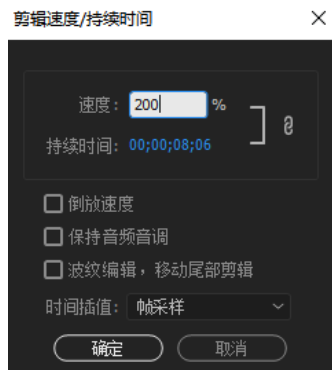 剪辑速度/持续时间
速度: 200 %
持续时间: 00;00;08;06
倒放速度
保持音频音调
波纹编辑，移动尾部剪辑
时间插值: 帧采样
确定 取消